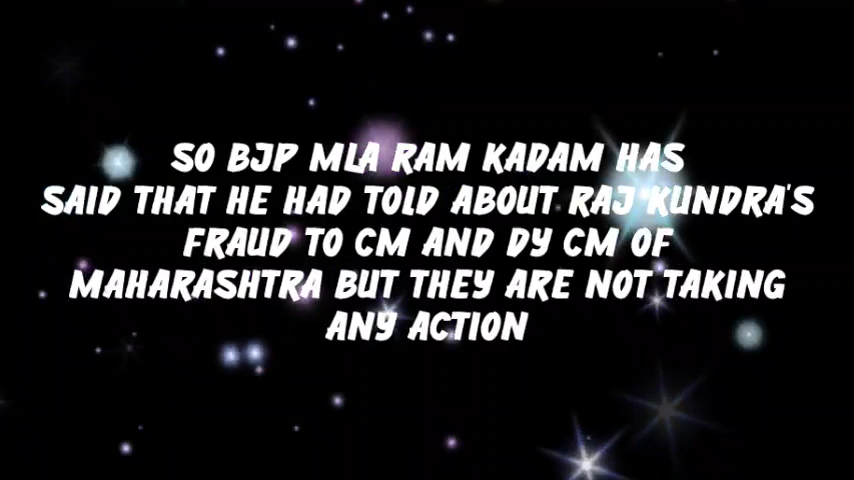 SO BJP MLA RAM KADAM HAS
SAID THAT HE HAD TOLD ABOUT RAJ KUNDRA'S
FRAUD TO CM AND DY CM OF
MAHARASHTRA BUT THEY ARE NOT TAKING
ANY ACTION